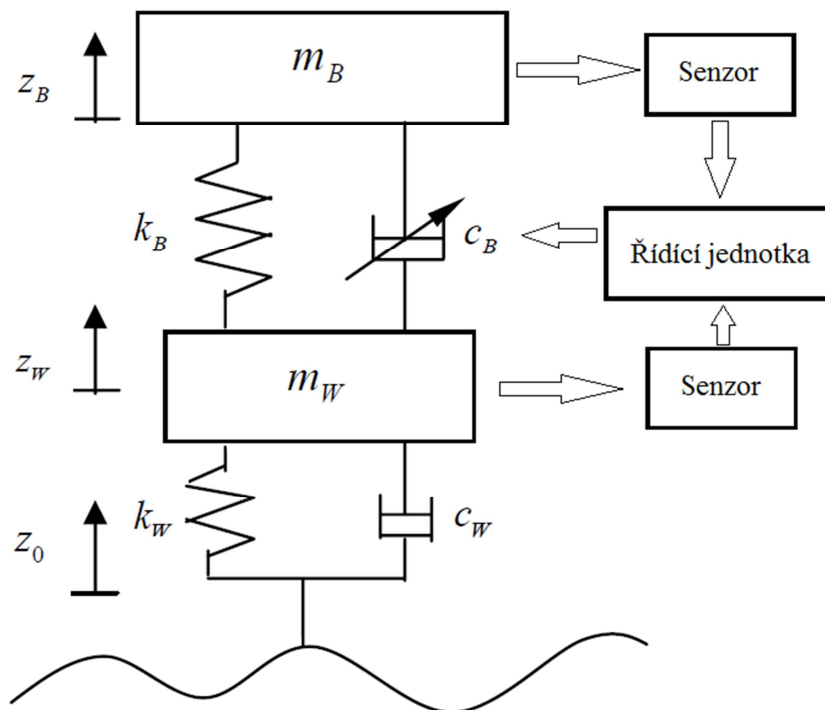 m_B
Senzor
z_B
k_B
c_B
Řídící jednotka
z_W
m_W
Senzor
k_W
c_W
z_0